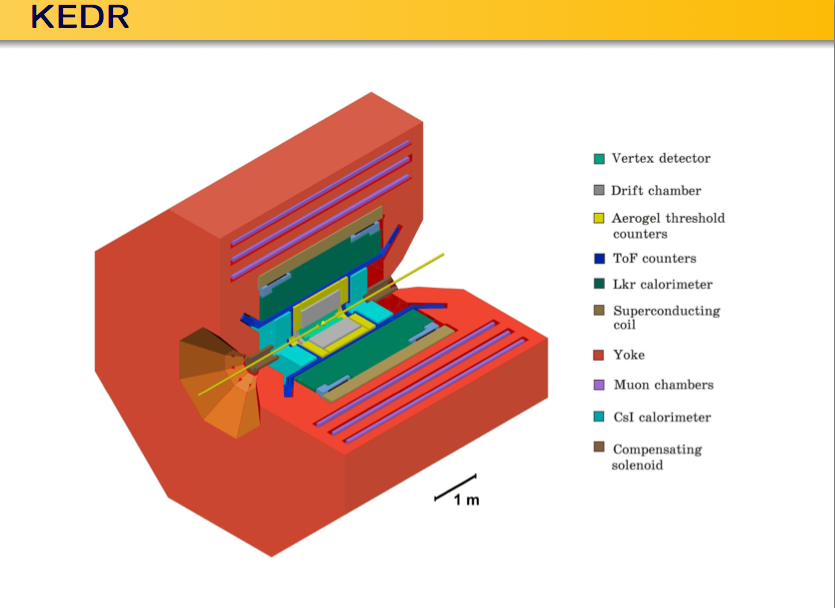 KEDR
Vertex detector
Drift chamber
Aerogel threshold
counters
ToF counters
Lkr calorimeter
Superconducting
coil
Yoke
Muon chambers
CsI calorimeter
Compensating
solenoid
1 m